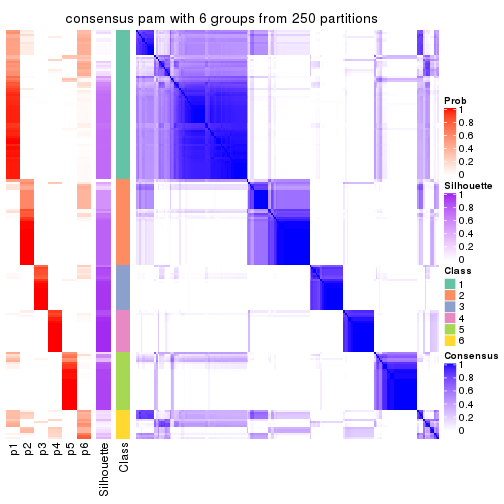 consensus pam with 6 groups from 250 partitions
Prob
1
0.8
0.6
0.4
0.2
0
Silhouette
1
0.8
0.6
0.4
0.2
0
Class
1
2
3
4
5
6
Consensus
1
0.8
0.6
0.4
0.2
0
p1
p2
p3
p4
p5
p6
Silhouette
Class